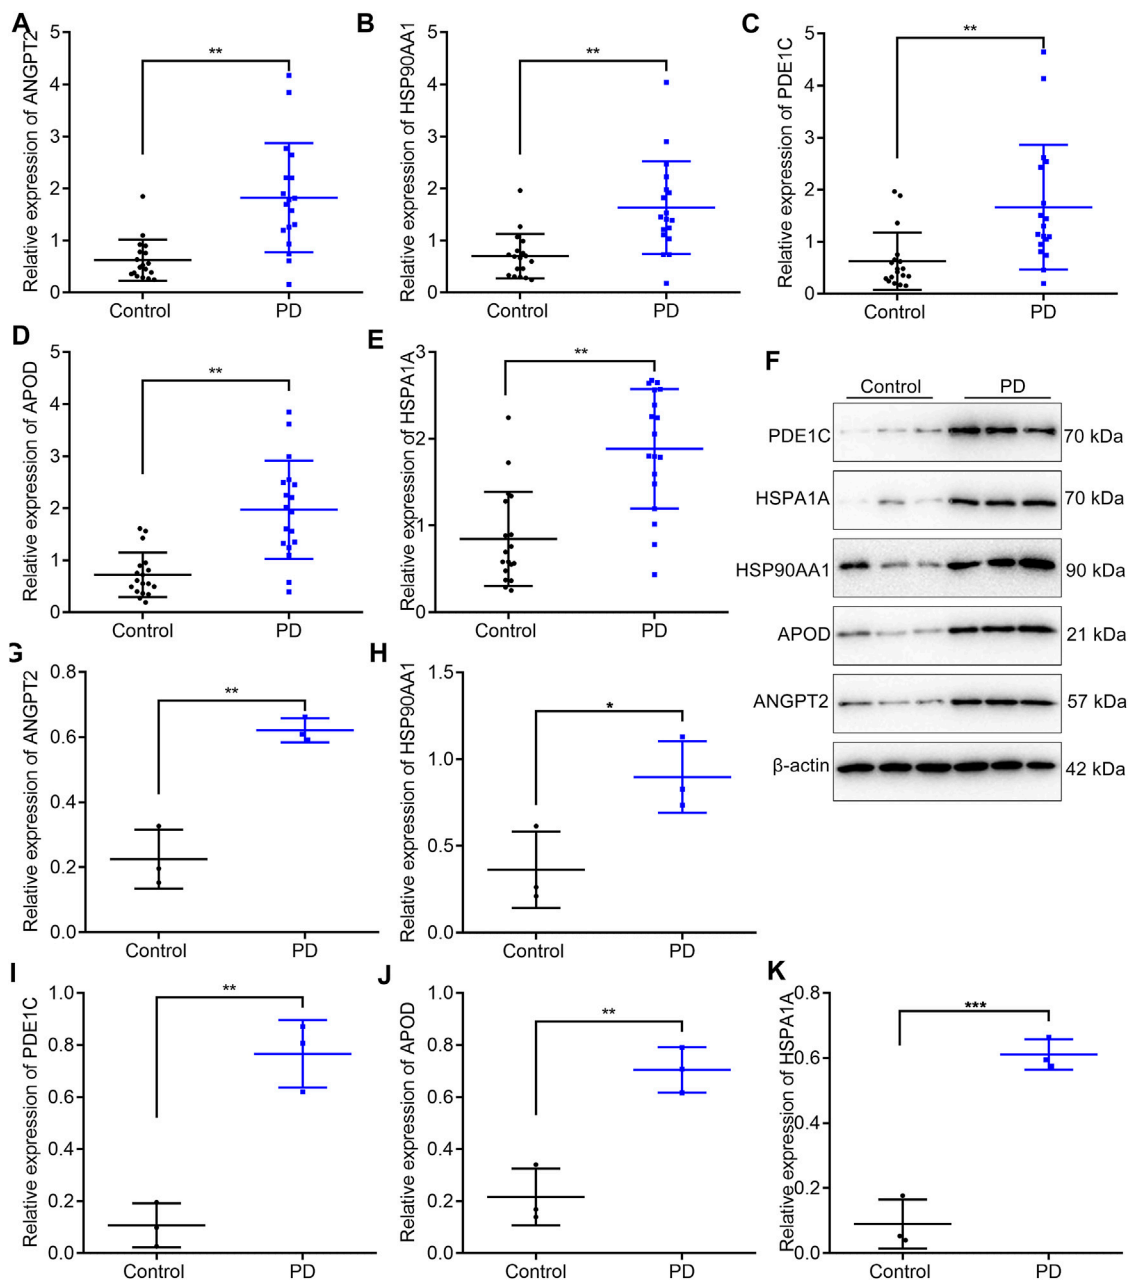 A
Relative expression of ANGPT2
5
4
3
2
1
0
**
Control PD
B
Relative expression of HSP90AA1
5
4
3
2
1
0
**
Control PD
C
Relative expression of PDE1C
5
4
3
2
1
0
**
Control PD
D
Relative expression of APOD
5
4
3
2
1
0
**
Control PD
E
Relative expression of HSPA1A
3
2
1
0
**
Control PD
F
Control PD
PDE1C 70 kDa
HSPA1A 70 kDa
HSP90AA1 90 kDa
APOD 21 kDa
ANGPT2 57 kDa
β-actin 42 kDa
G
Relative expression of ANGPT2
0.8
0.6
0.4
0.2
0.0
**
Control PD
H
Relative expression of HSP90AA1
1.5
1.0
0.5
0.0
*
Control PD
I
Relative expression of PDE1C
1.0
0.8
0.6
0.4
0.2
0.0
**
Control PD
J
Relative expression of APOD
1.0
0.8
0.6
0.4
0.2
0.0
**
Control PD
K
Relative expression of HSPA1A
0.8
0.6
0.4
0.2
0.0
***
Control PD